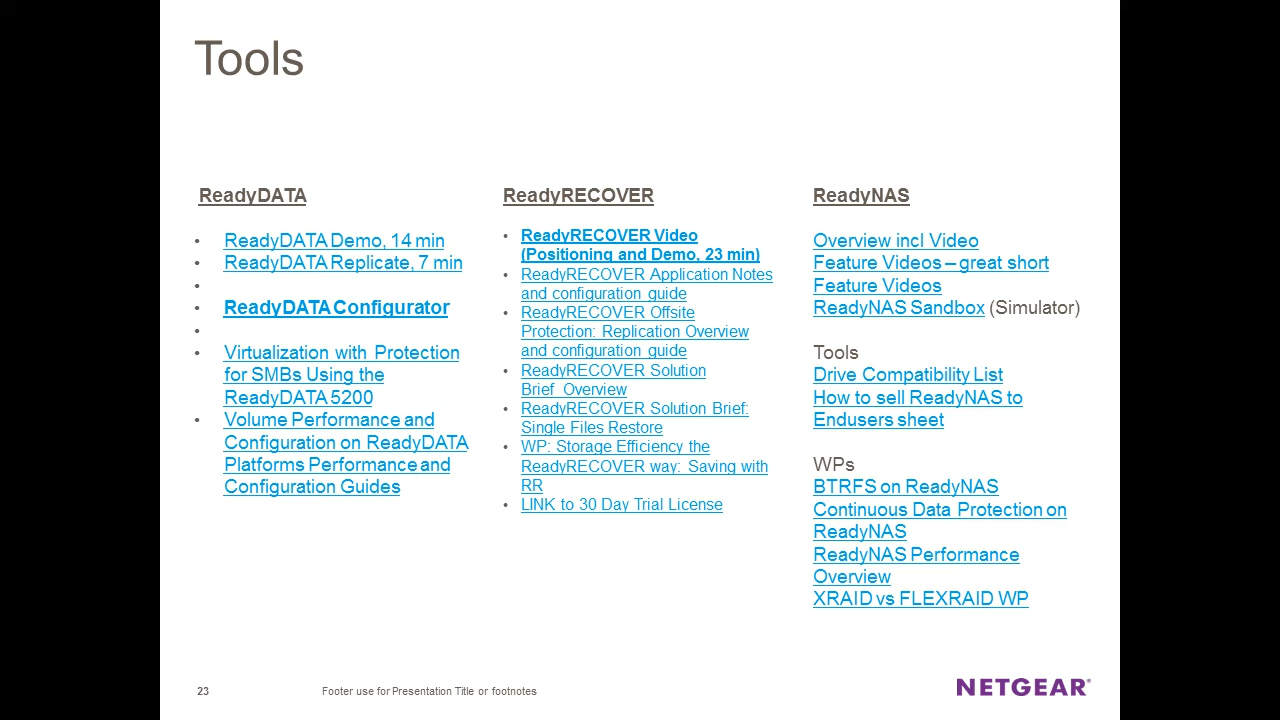 Tools
ReadyDATA
• ReadyDATA Demo, 14 min
• ReadyDATA Replicate, 7 min
•
• ReadyDATA Configurator
•
• Virtualization with Protection
for SMBs Using the
ReadyDATA 5200
• Volume Performance and
Configuration on ReadyDATA
Platforms Performance and
Configuration Guides
ReadyRECOVER
• ReadyRECOVER Video
(Positioning and Demo, 23 min)
• ReadyRECOVER Application Notes
and configuration guide
• ReadyRECOVER Offsite
Protection: Replication Overview
and configuration guide
• ReadyRECOVER Solution
Brief Overview
• ReadyRECOVER Solution Brief:
Single Files Restore
• WP: Storage Efficiency the
ReadyRECOVER way: Saving with
RR
• LINK to 30 Day Trial License
ReadyNAS
Overview incl Video
Feature Videos – great short
Feature Videos
ReadyNAS Sandbox (Simulator)
Tools
Drive Compatibility List
How to sell ReadyNAS to
Endusers sheet
WPs
BTRFS on ReadyNAS
Continuous Data Protection on
ReadyNAS
ReadyNAS Performance
Overview
XRAID vs FLEXRAID WP
23
Footer use for Presentation Title or footnotes
NETGEAR®